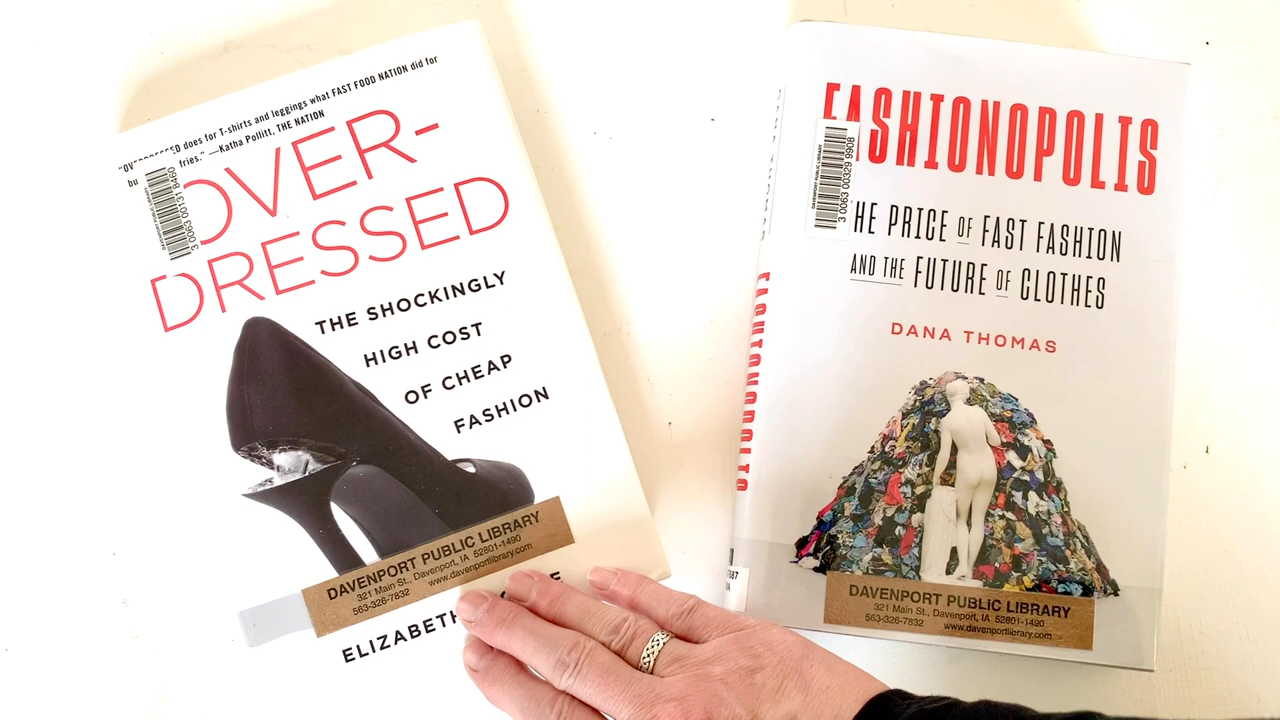 "OVERDRESSED does for T-shirts and leggings what FAST FOOD NATION did for
bu fries." —Katha Pollitt, THE NATION
OVER-
DRESSED
THE SHOCKINGLY
HIGH COST
OF CHEAP
FASHION
3 0063 00131 8460
DAVENPORT PUBLIC LIBRARY
321 Main St., Davenport, IA 52801-1490
563-326-7832 www.davenportlibrary.com
ELIZABETH
FASHIONOPOLIS
DAVENPORT PUBLIC LIBRARY
3 0063 00329 9908
HE PRICE OF FAST FASHION
AND THE FUTURE OF CLOTHES
DANA THOMAS
FASHIONOPOLIS
DAVENPORT PUBLIC LIBRARY
321 Main St., Davenport, IA 52801-1490
563-326-7832 www.davenportlibrary.com